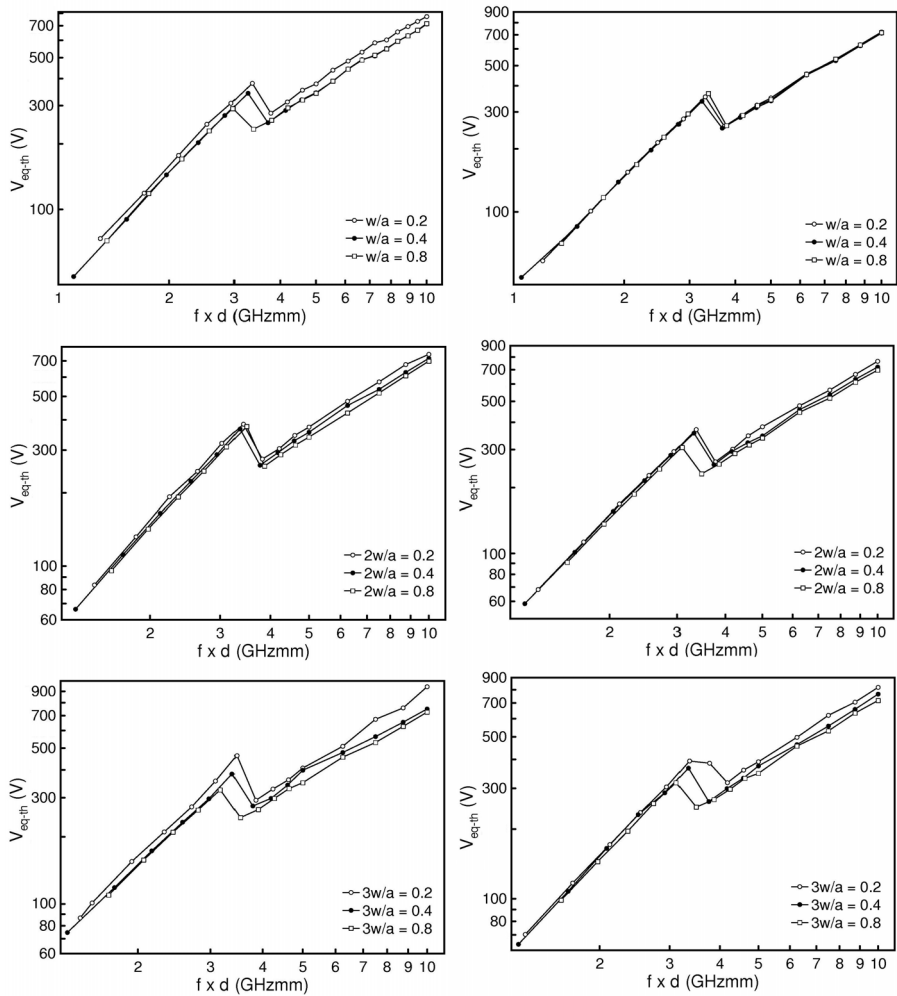 700
500
300
100
V_eq-th (V)
w/a = 0.2
w/a = 0.4
w/a = 0.8
1 2 3 4 5 6 7 8 9 10
f x d (GHzmm)
900
700
500
300
100
V_eq-th (V)
w/a = 0.2
w/a = 0.4
w/a = 0.8
1 2 3 4 5 6 7 8 9 10
f x d (GHzmm)
700
500
300
100
80
60
V_eq-th (V)
2w/a = 0.2
2w/a = 0.4
2w/a = 0.8
2 3 4 5 6 7 8 9 10
f x d (GHzmm)
900
700
500
300
100
80
60
V_eq-th (V)
2w/a = 0.2
2w/a = 0.4
2w/a = 0.8
2 3 4 5 6 7 8 9 10
f x d (GHzmm)
900
700
500
300
100
80
60
V_eq-th (V)
3w/a = 0.2
3w/a = 0.4
3w/a = 0.8
2 3 4 5 6 7 8 9 10
f x d (GHzmm)
900
700
500
300
100
80
V_eq-th (V)
3w/a = 0.2
3w/a = 0.4
3w/a = 0.8
2 3 4 5 6 7 8 9 10
f x d (GHzmm)